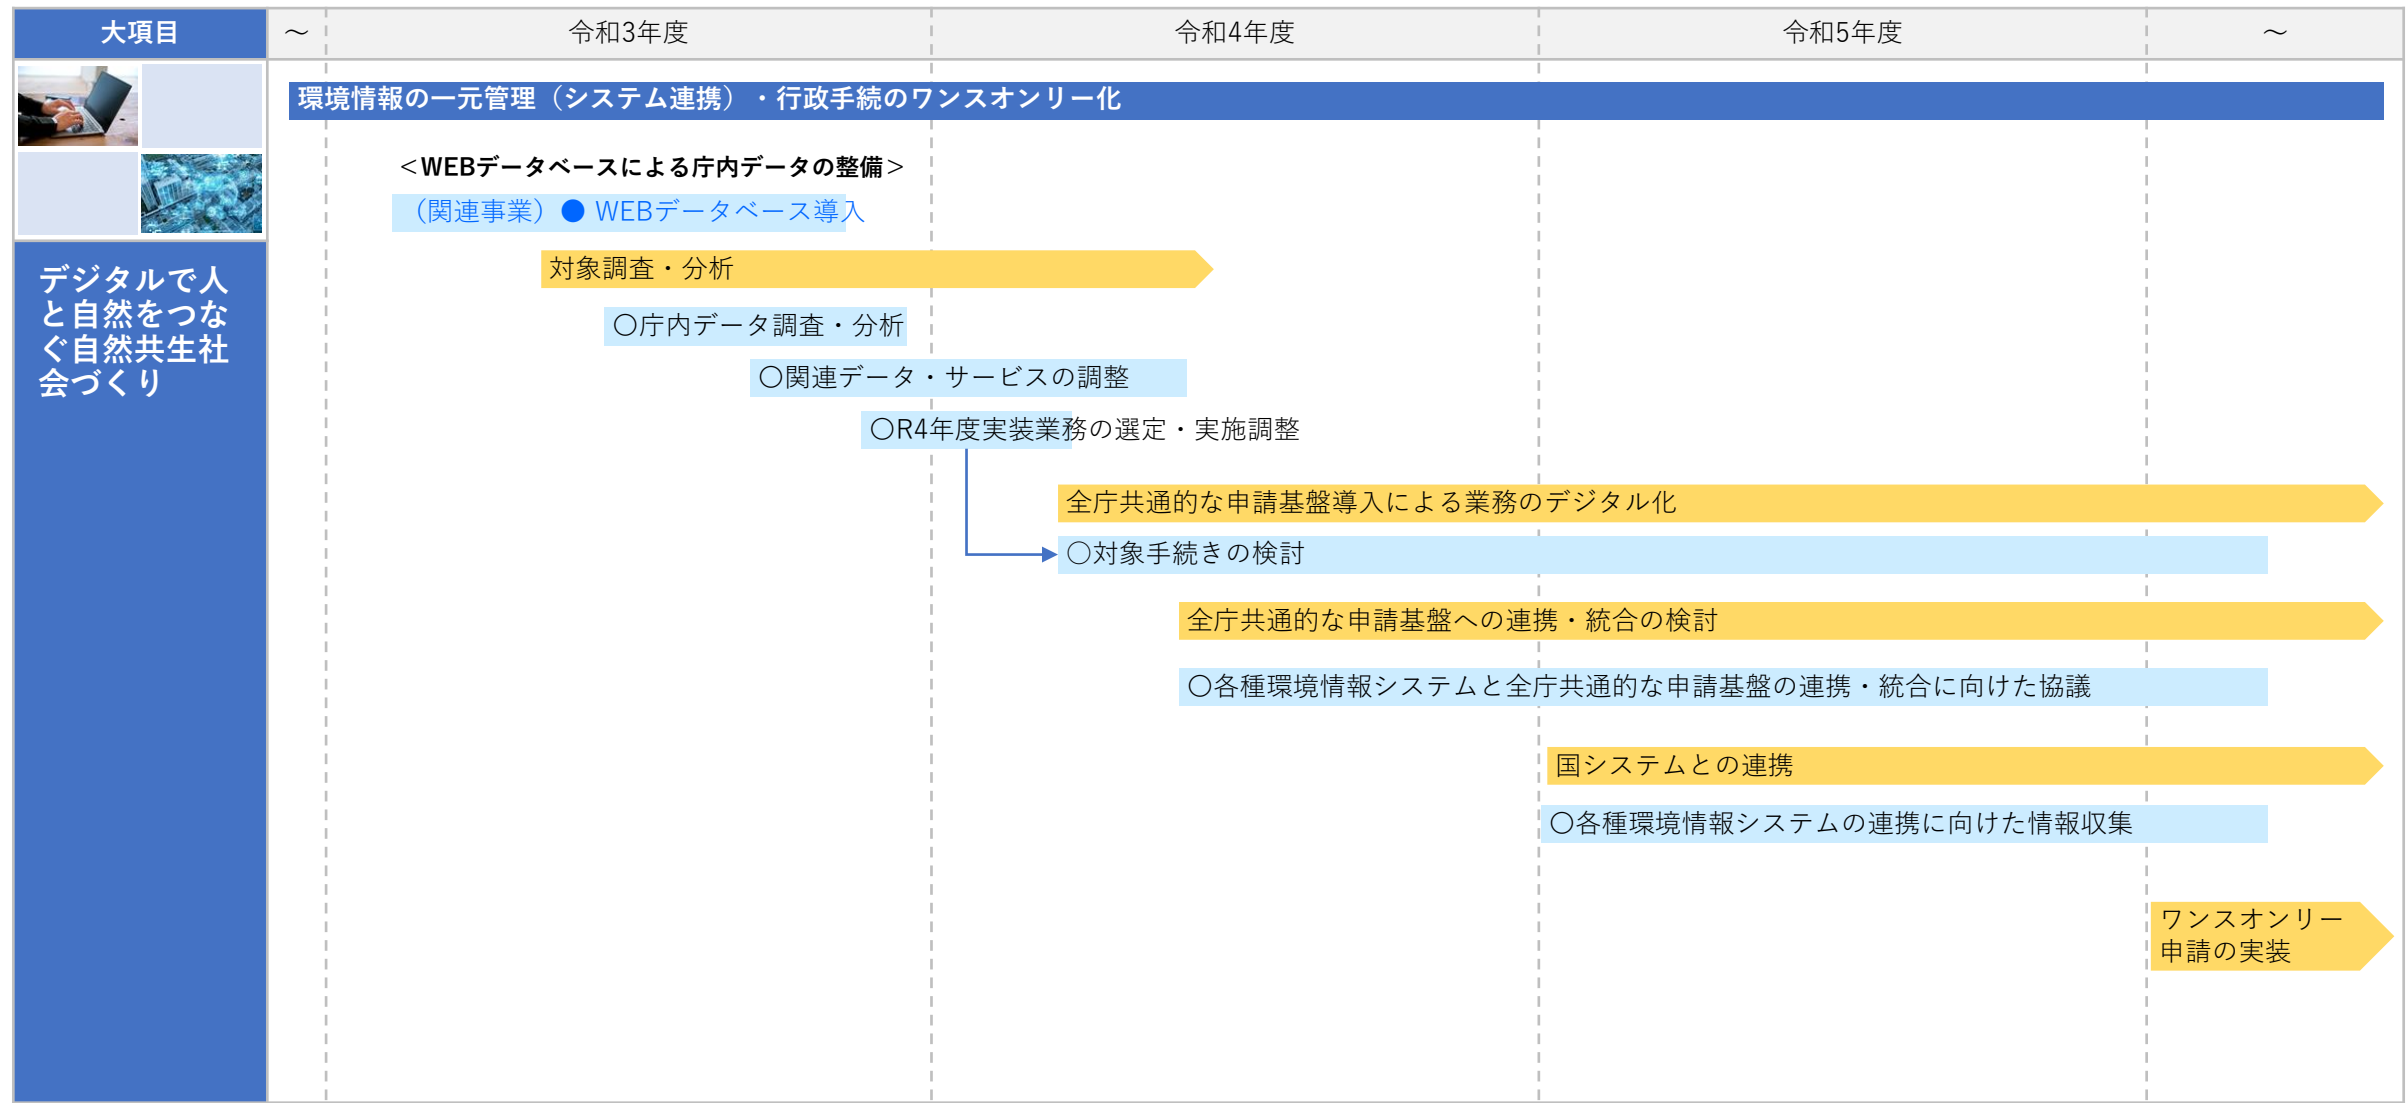 大項目
～
令和3年度
令和4年度
令和5年度
～
環境情報の一元管理（システム連携）・行政手続のワンスオンリー化
＜WEBデータベースによる庁内データの整備＞
（関連事業）● WEBデータベース導入
対象調査・分析
〇庁内データ調査・分析
〇関連データ・サービスの調整
〇R4年度実装業務の選定・実施調整
全庁共通的な申請基盤導入による業務のデジタル化
〇対象手続きの検討
全庁共通的な申請基盤への連携・統合の検討
〇各種環境情報システムと全庁共通的な申請基盤の連携・統合に向けた協議
国システムとの連携
〇各種環境情報システムの連携に向けた情報収集
ワンスオンリー
申請の実装
デジタルで人
と自然をつな
ぐ自然共生社
会づくり